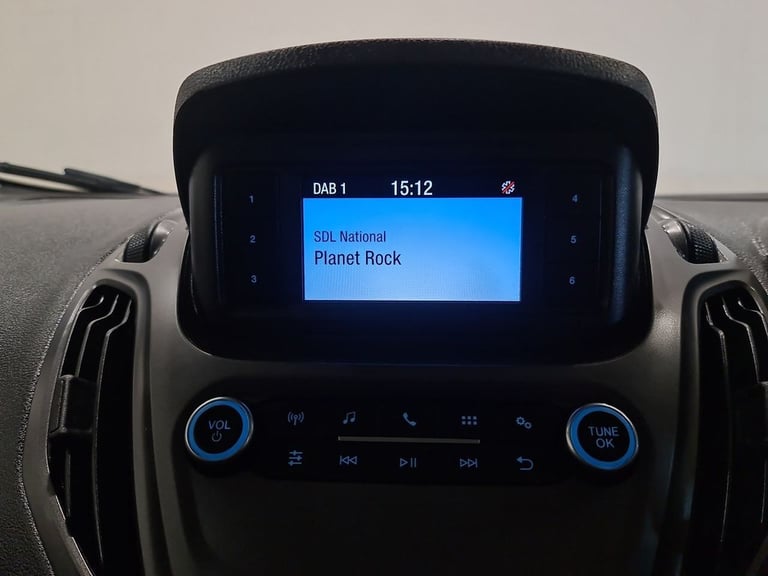 DAB 1 15:12
SDL National
Planet Rock
1
2
3
4
5
6
VOL
TUNE
OK